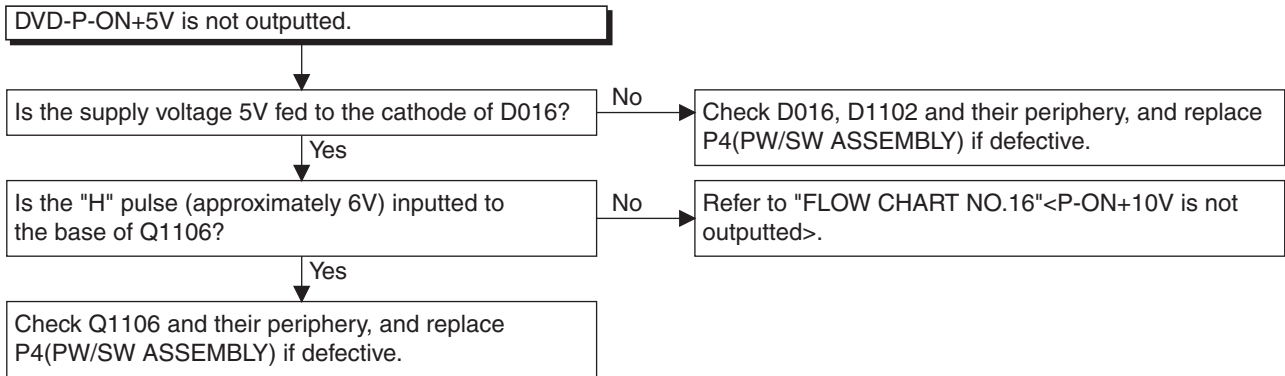 DVD-P-ON+5V is not outputted.
Is the supply voltage 5V fed to the cathode of D016?
No
Check D016, D1102 and their periphery, and replace
P4(PW/SW ASSEMBLY) if defective.
Yes
Is the "H" pulse (approximately 6V) inputted to
the base of Q1106?
No
Refer to "FLOW CHART NO.16"<P-ON+10V is not
outputted>.
Yes
Check Q1106 and their periphery, and replace
P4(PW/SW ASSEMBLY) if defective.